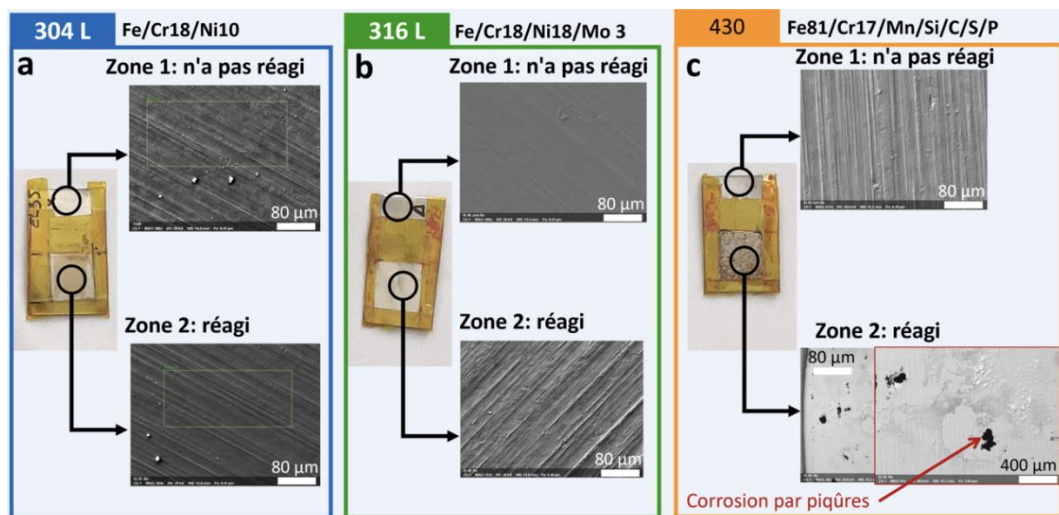 304 L
Fe/Cr18/Ni10
a
Zone 1: n'a pas réagi
80 µm
Zone 2: réagi
80 µm
316 L
Fe/Cr18/Ni18/Mo 3
b
Zone 1: n'a pas réagi
80 µm
Zone 2: réagi
80 µm
430
Fe81/Cr17/Mn/Si/C/S/P
c
Zone 1: n'a pas réagi
80 µm
Zone 2: réagi
80 µm
400 µm
Corrosion par piqûres